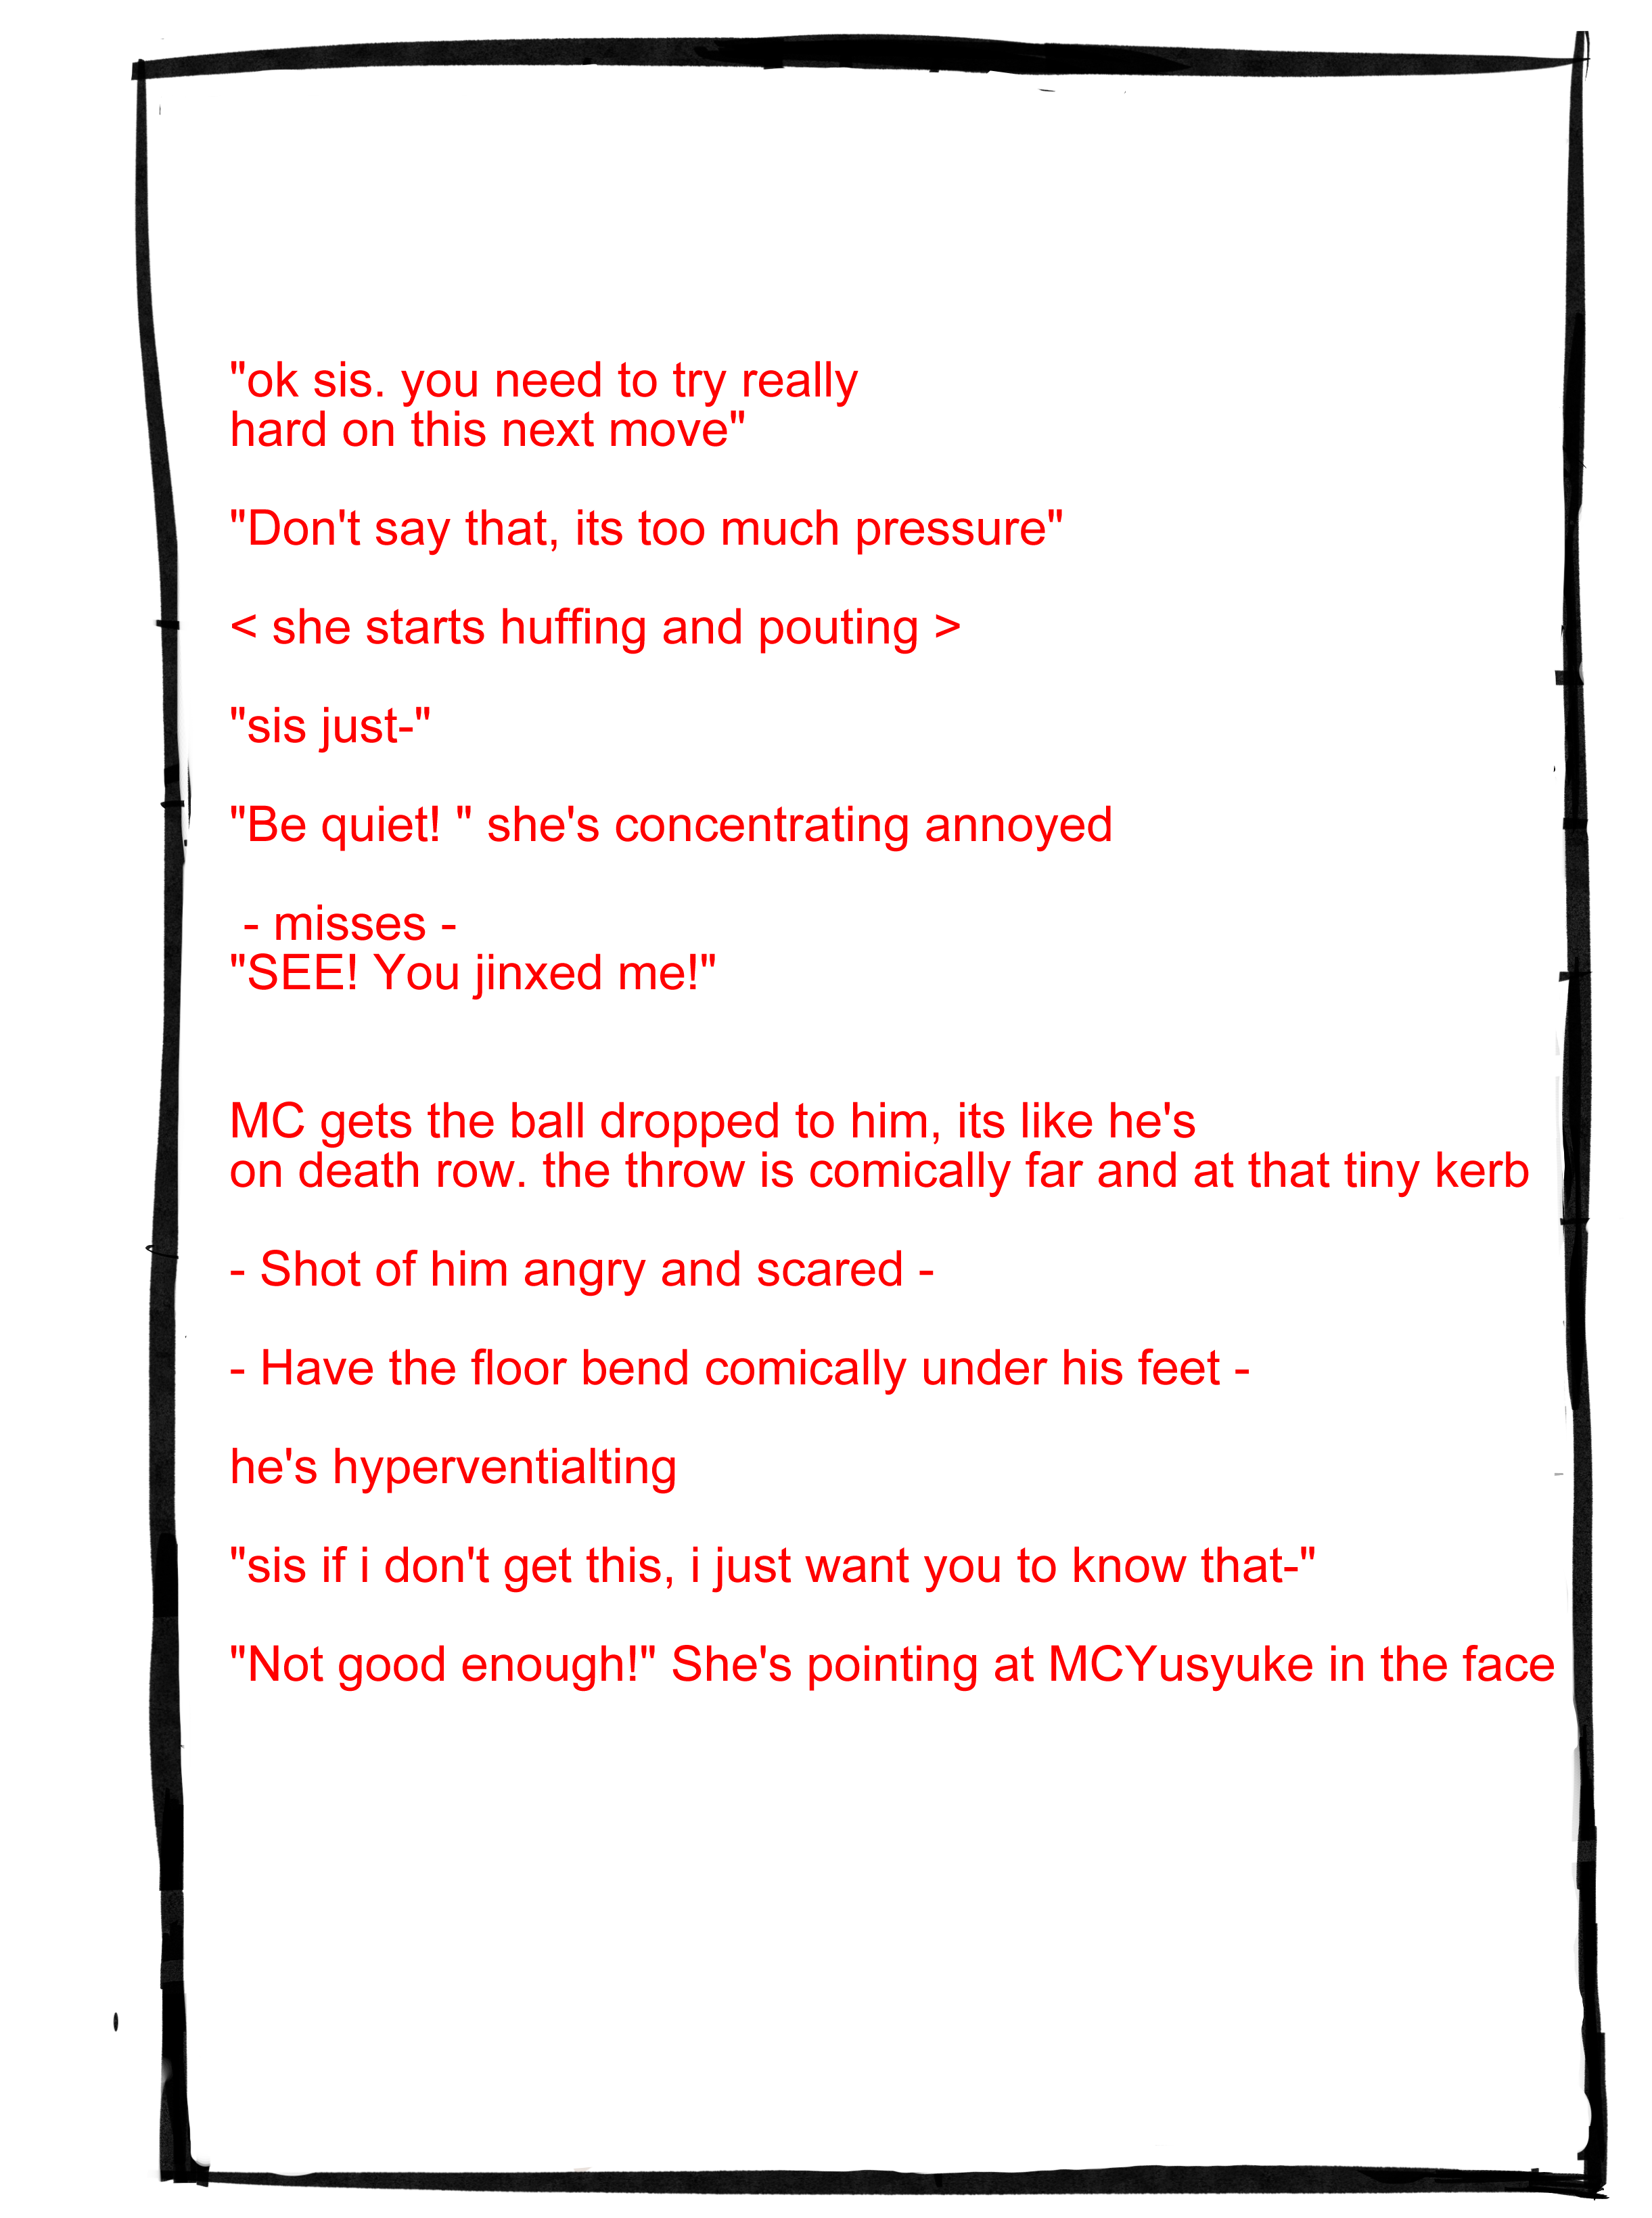 "ok sis. you need to try really
hard on this next move"
"Don't say that, its too much pressure"
< she starts huffing and pouting >
"sis just-"
"Be quiet! " she's concentrating annoyed
- misses -
"SEE! You jinxed me!"
MC gets the ball dropped to him, its like he's
on death row. the throw is comically far and at that tiny kerb
- Shot of him angry and scared -
- Have the floor bend comically under his feet -
he's hyperventialting
"sis if i don't get this, i just want you to know that-"
"Not good enough!" She's pointing at MCYusyuke in the face